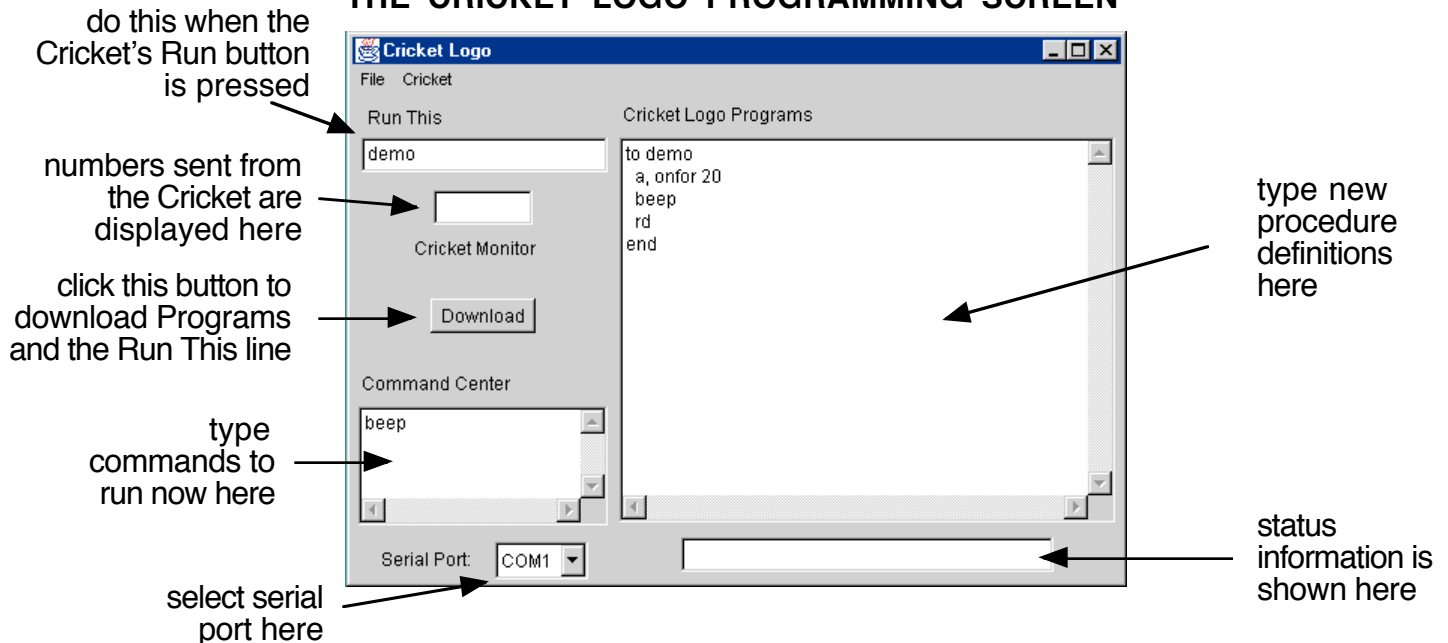 THE CRICKET LOGO PROGRAMMING SCREEN
do this when the
Cricket's Run button
is pressed
numbers sent from
the Cricket are
displayed here
click this button to
download Programs
and the Run This line
type
commands to
run now here
select serial
port here
Cricket Logo
File Cricket
Run This
demo
Cricket Monitor
Download
Command Center
beep
Serial Port: COM1
Cricket Logo Programs
to demo
a, onfor 20
beep
rd
end
type new
procedure
definitions
here
status
information is
shown here